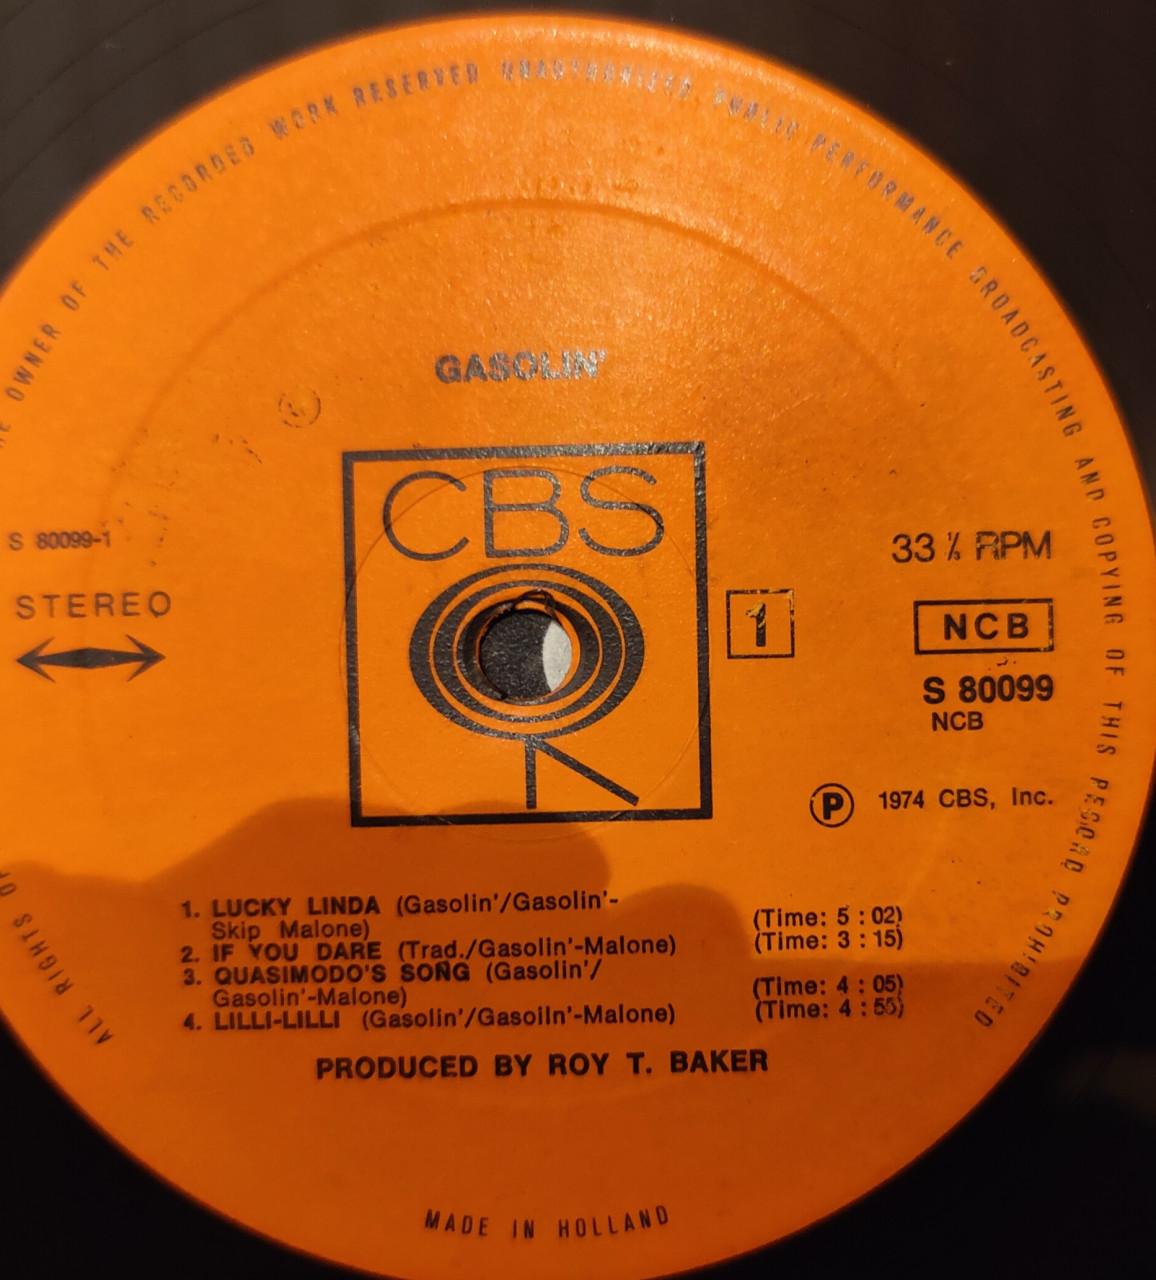 ALL RIGHTS OF THE OWNER OF THE RECORDED WORK RESERVED UNAUTHORIZED PUBLIC PERFORMANCE BROADCASTING AND COPYING OF THIS RECORD PROHIBITED
GASOLIN'
CBS
S 80099-1
STEREO
1
33 ⅓ RPM
NCB
S 80099
NCB
Ⓟ 1974 CBS, Inc.
1. LUCKY LINDA (Gasolin'/Gasolin'-
Skip Malone) (Time: 5 : 02)
2. IF YOU DARE (Trad./Gasolin'-Malone) (Time: 3 : 15)
3. QUASIMODO'S SONG (Gasolin'/
Gasolin'-Malone) (Time: 4 : 05)
4. LILLI-LILLI (Gasolin'/Gasoiln'-Malone) (Time: 4 : 55)
PRODUCED BY ROY T. BAKER
MADE IN HOLLAND